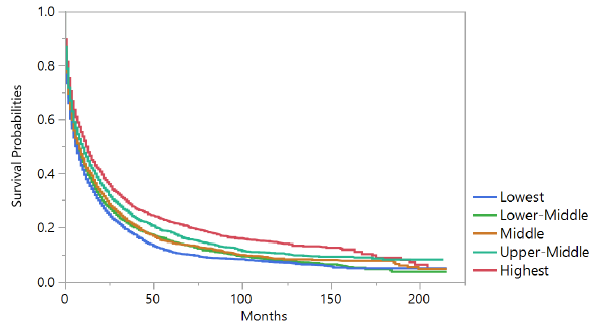 Survival Probabilities
1.0
0.8
0.6
0.4
0.2
0.0
0 50 100 150 200
Months
Lowest
Lower-Middle
Middle
Upper-Middle
Highest